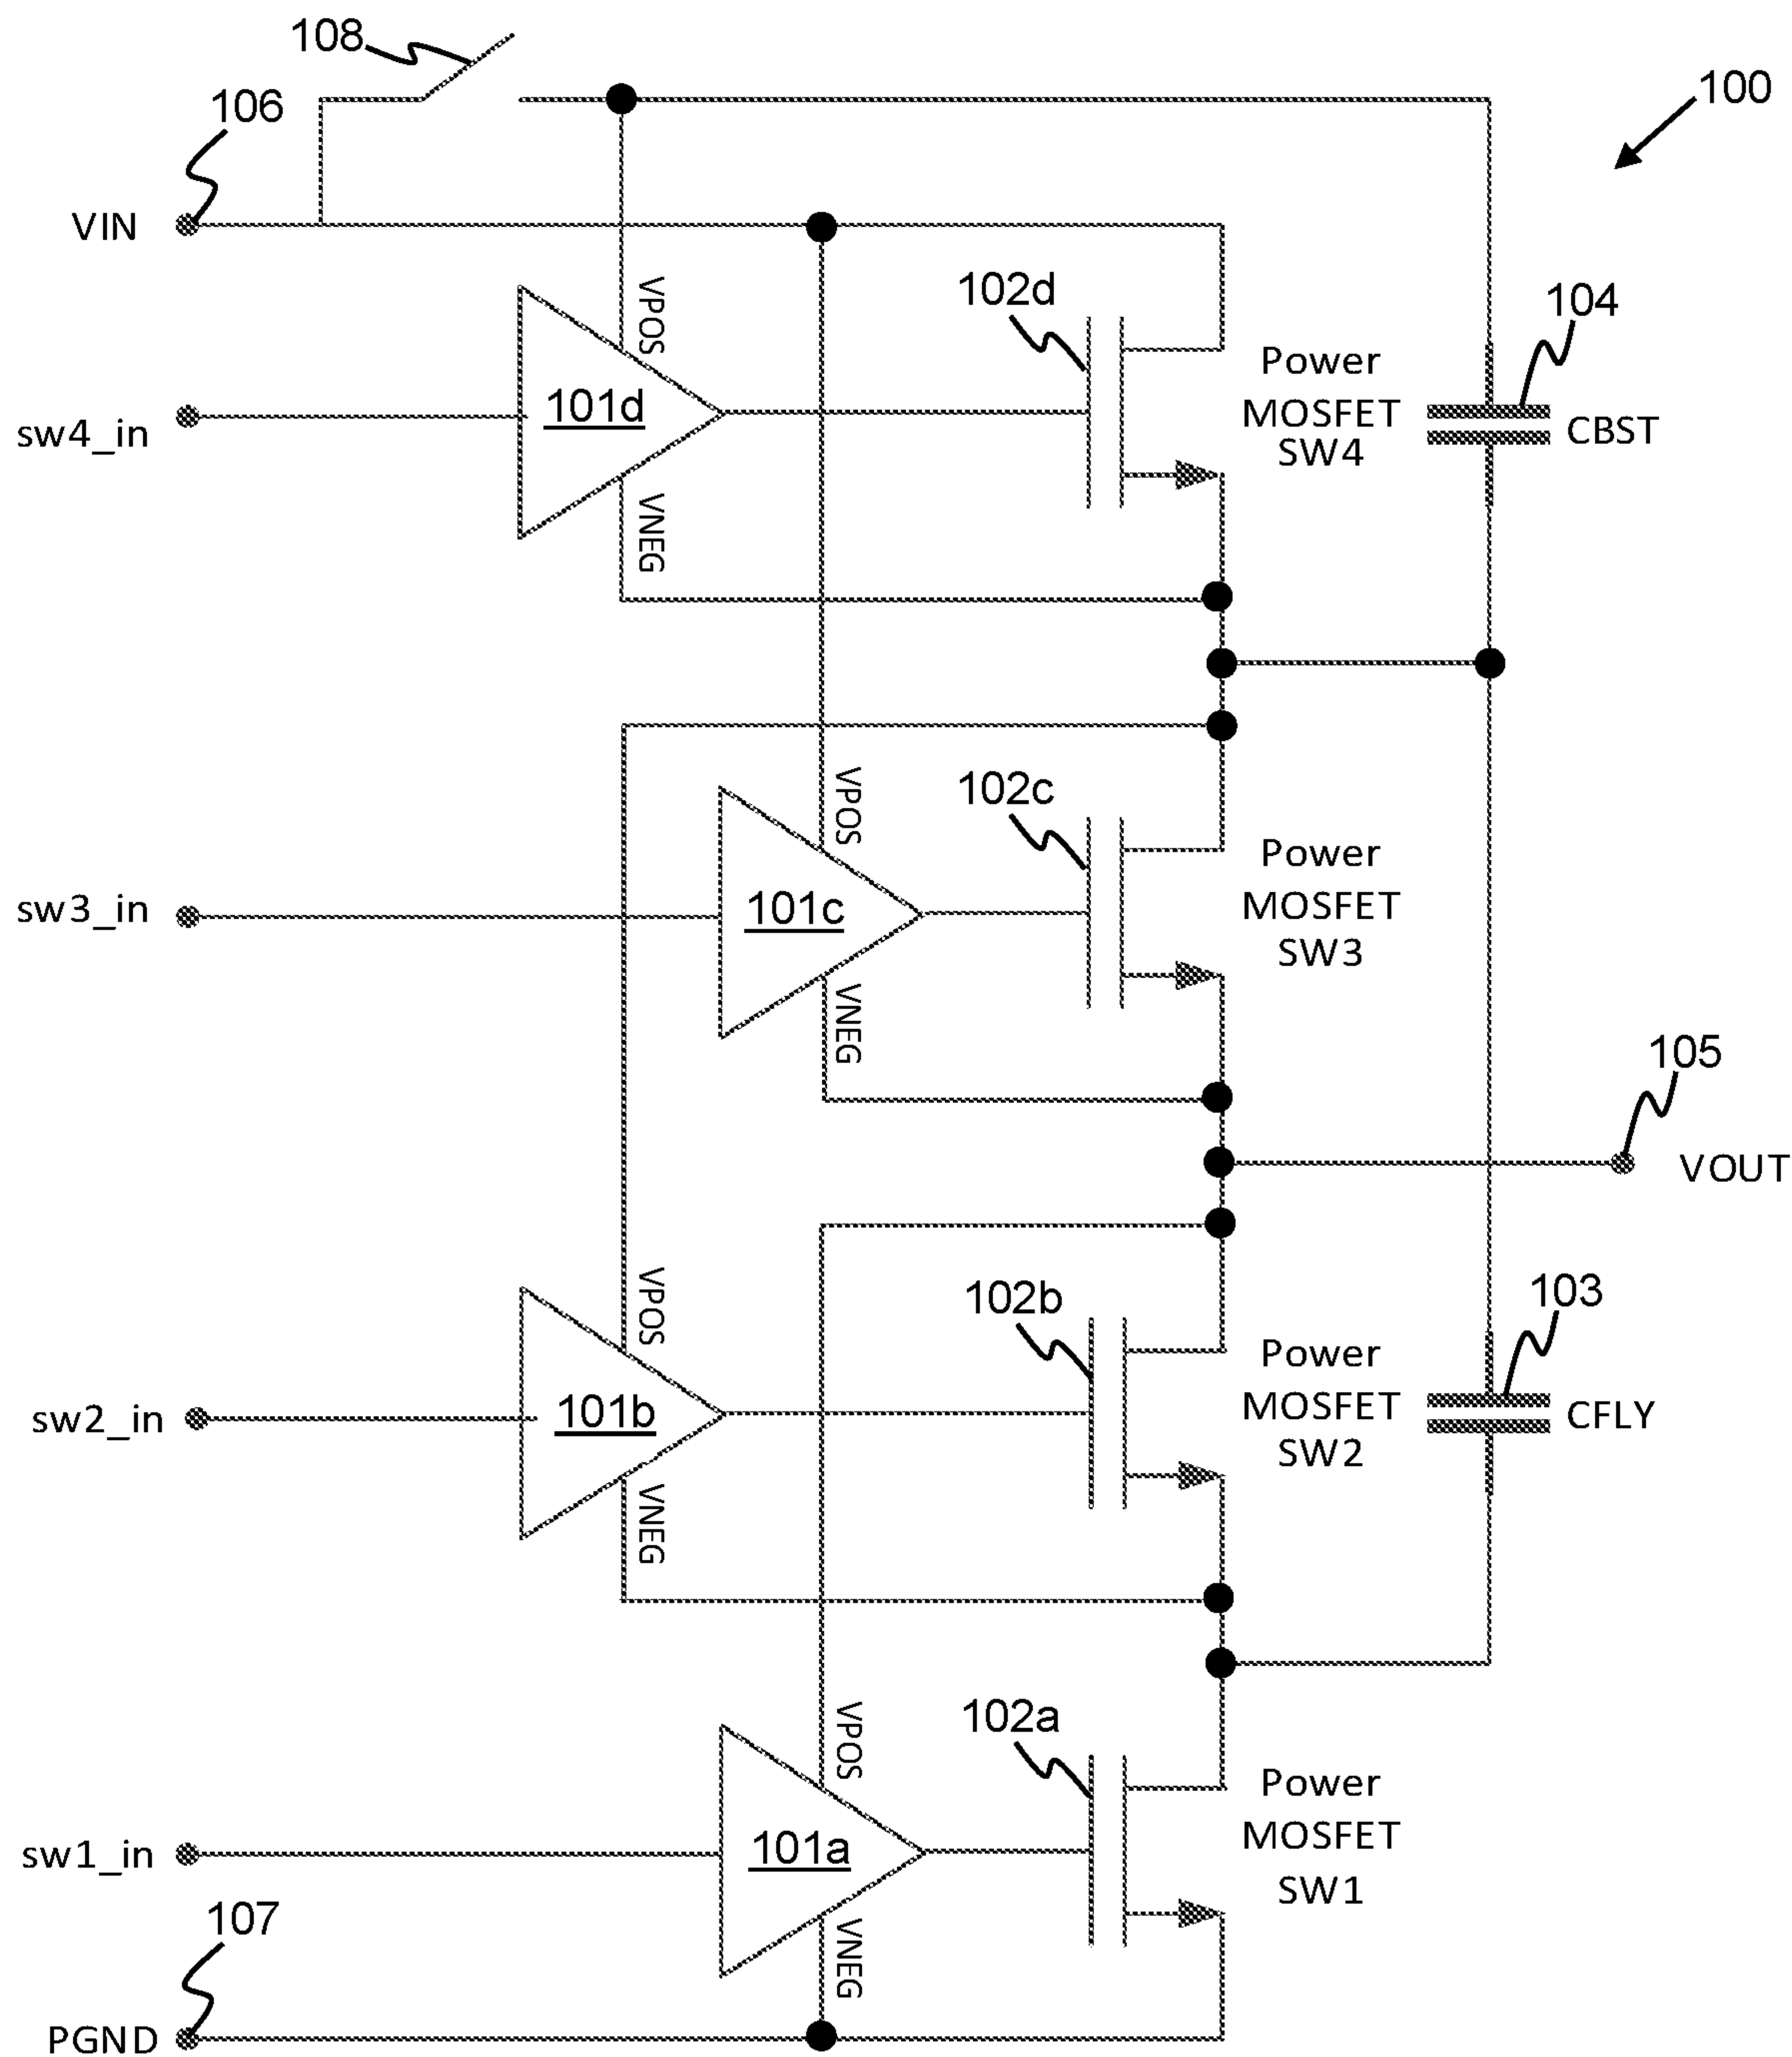 108
100
106
VIN
VPOS
102d
104
Power
MOSFET
SW4
101d
CBST
sw4_in
VNEG
VPOS
102c
Power
MOSFET
SW3
101c
sw3_in
VNEG
105
VOUT
VPOS
102b
103
Power
MOSFET
SW2
101b
CFLY
sw2_in
VNEG
VPOS
102a
Power
MOSFET
SW1
101a
sw1_in
107
VNEG
PGND